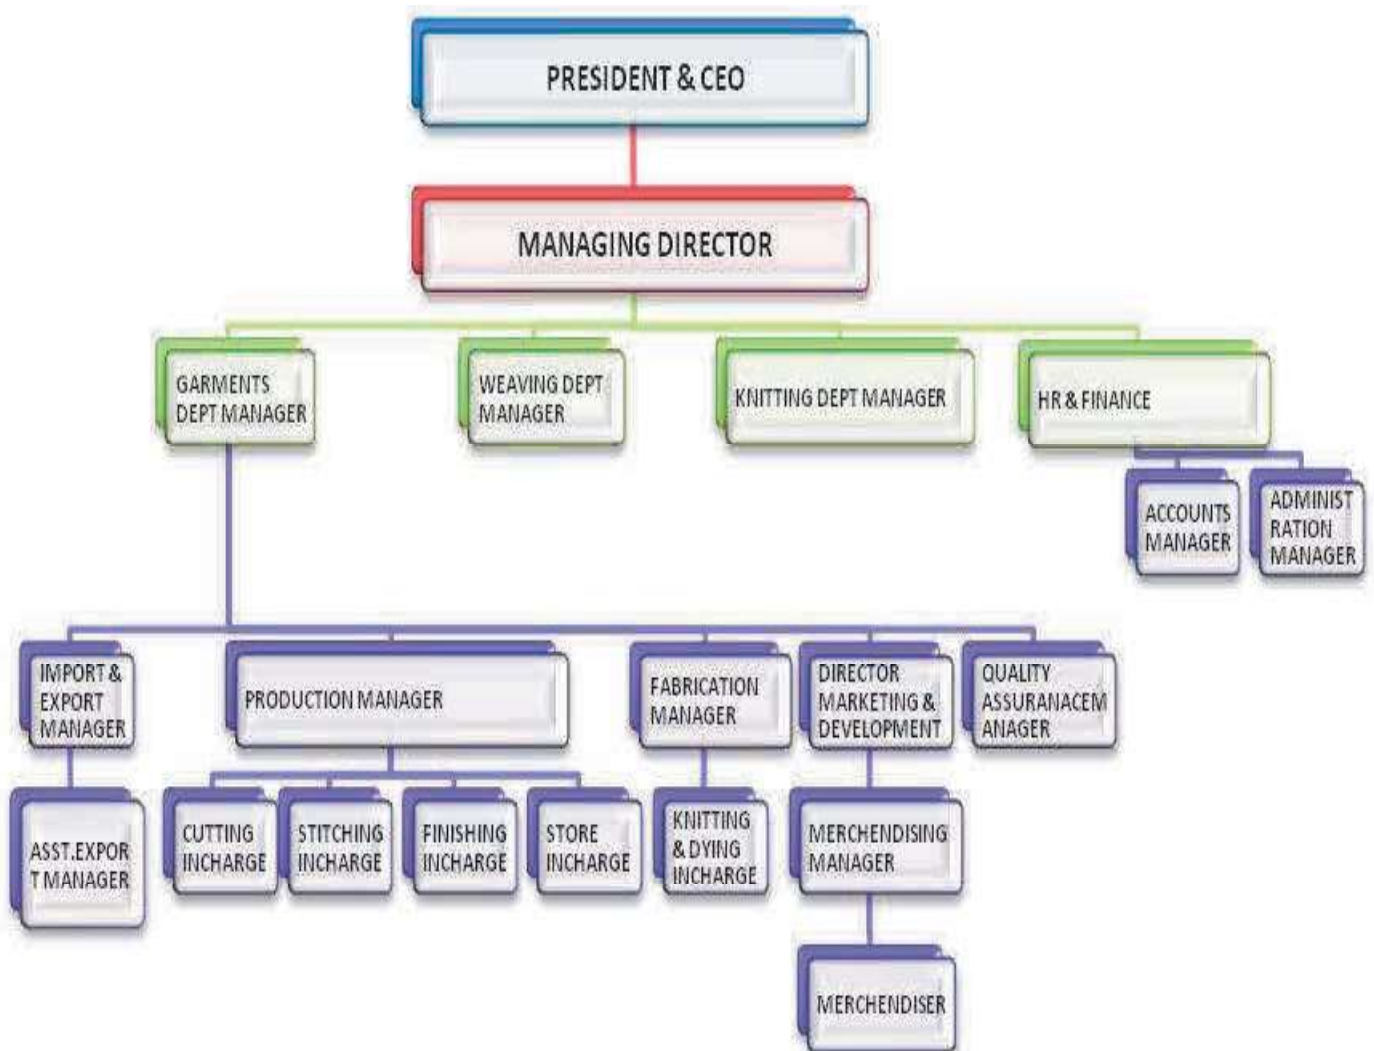 PRESIDENT & CEO
MANAGING DIRECTOR
GARMENTS
DEPT MANAGER
WEAVING DEPT
MANAGER
KNITTING DEPT MANAGER
HR & FINANCE
ACCOUNTS
MANAGER
ADMINIST
RATION
MANAGER
IMPORT &
EXPORT
MANAGER
PRODUCTION MANAGER
FABRICATION
MANAGER
DIRECTOR
MARKETING &
DEVELOPMENT
QUALITY
ASSURANACEM
ANAGER
ASST.EXPOR
T MANAGER
CUTTING
INCHARGE
STITCHING
INCHARGE
FINISHING
INCHARGE
STORE
INCHARGE
KNITTING
& DYING
INCHARGE
MERCHENDISING
MANAGER
MERCHENDISER